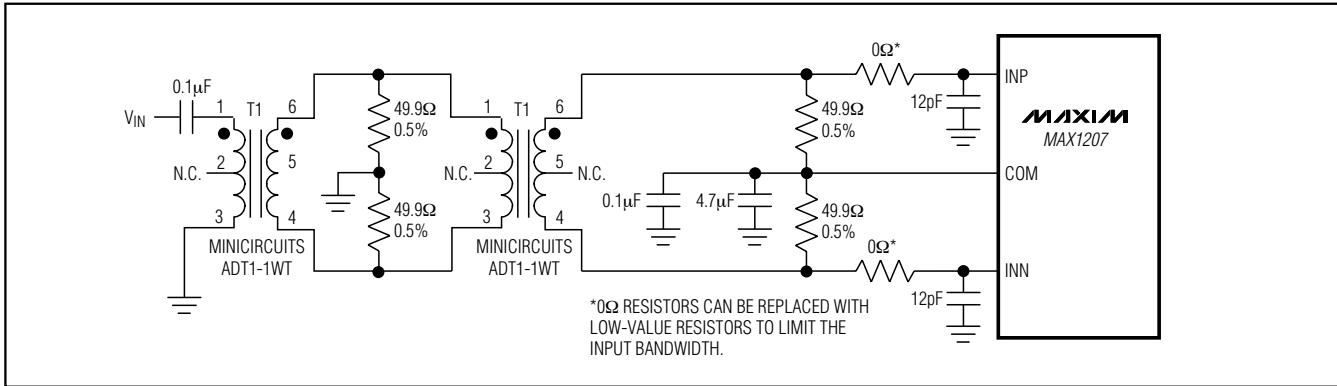 0.1μF
VIN
1
T1
6
2
5
N.C.
3
4
MINICIRCUITS
ADT1-1WT
49.9Ω
0.5%
49.9Ω
0.5%
1
T1
6
N.C.
2
5
N.C.
3
4
MINICIRCUITS
ADT1-1WT
0.1μF
4.7μF
49.9Ω
0.5%
49.9Ω
0.5%
0Ω*
12pF
0Ω*
12pF
INP
MAXIM
MAX1207
COM
INN
*0Ω RESISTORS CAN BE REPLACED WITH
LOW-VALUE RESISTORS TO LIMIT THE
INPUT BANDWIDTH.